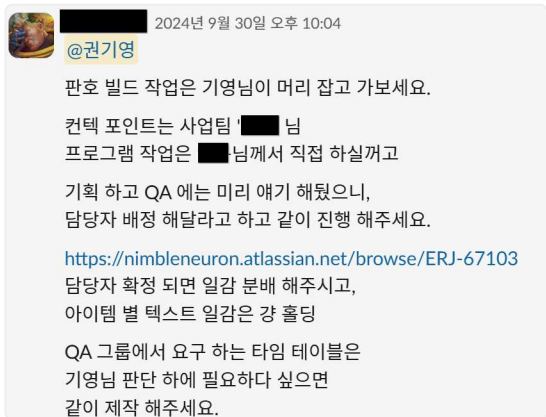 2024년 9월 30일 오후 10:04
@권기영
판호 빌드 작업은 기영님이 머리 잡고 가보세요.
컨텍 포인트는 사업팀 ' 님
프로그램 작업은 님께서 직접 하실꺼고
기획 하고 QA 에는 미리 얘기 해뒀으니,
담당자 배정 해달라고 하고 같이 진행 해주세요.
https://nimbleneuron.atlassian.net/browse/ERJ-67103
담당자 확정 되면 일감 분배 해주시고,
아이템 별 텍스트 일감은 걍 홀딩
QA 그룹에서 요구 하는 타임 테이블은
기영님 판단 하에 필요하다 싶으면
같이 제작 해주세요.